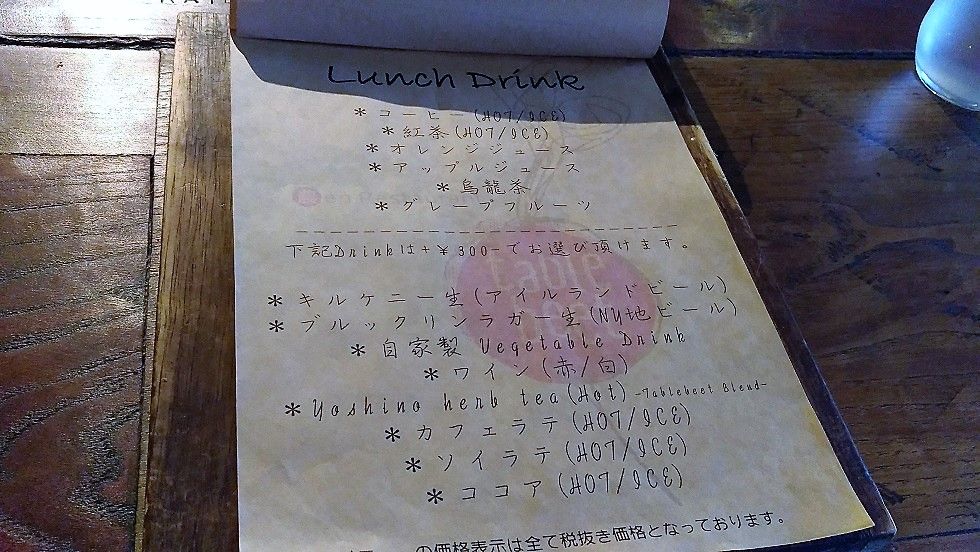 Lunch Drink
* コーヒー (HOT/ICE)
* 紅茶 (HOT/ICE)
* オレンジジュース
* アップルジュース
* 烏龍茶
* グレープフルーツ
下記Drinkは+¥300-でお選び頂けます。
* キルケニー生(アイルランドビール)
* ブルックリンラガー生(NY地ビール)
* 自家製 Vegetable Drink
* ワイン (赤/白)
* Yoshino herb tea (Hot) -Tablebeet Blend-
* カフェラテ (HOT/ICE)
* ソイラテ (HOT/ICE)
* ココア (HOT/ICE)
の価格表示は全て税抜き価格となっております。